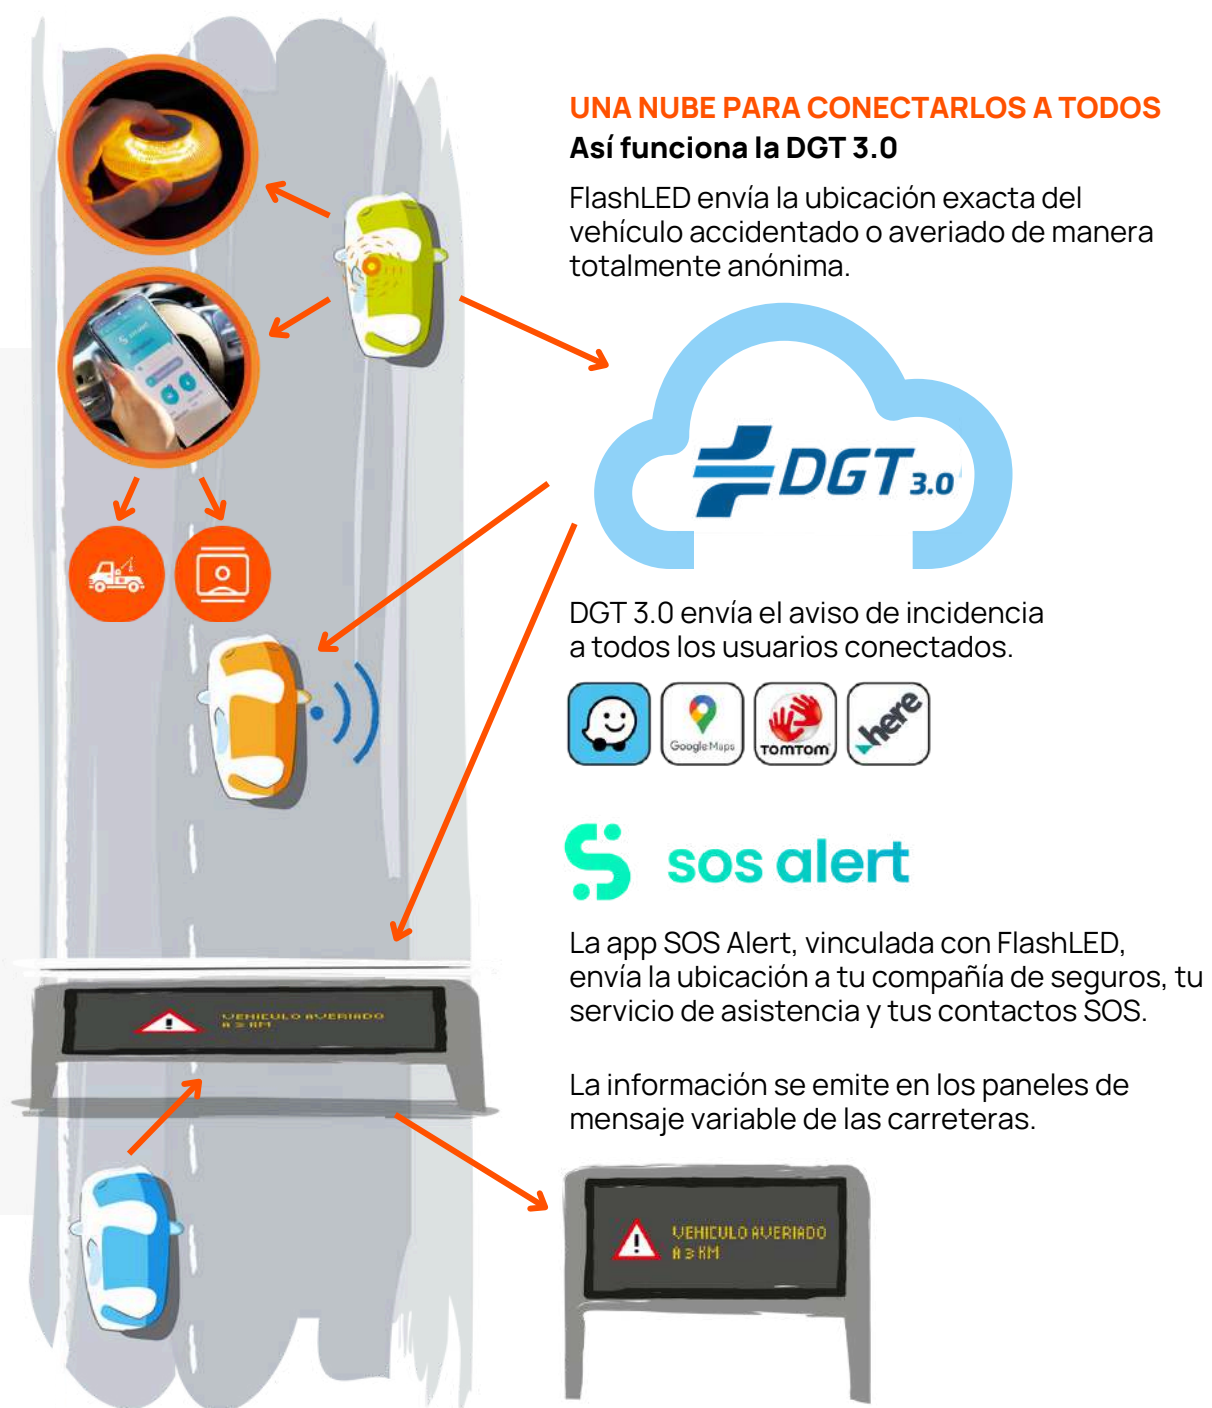 UNA NUBE PARA CONECTARLOS A TODOS
Así funciona la DGT 3.0
FlashLED envía la ubicación exacta del
vehículo accidentado o averiado de manera
totalmente anónima.
DGT 3.0
DGT 3.0 envía el aviso de incidencia
a todos los usuarios conectados.
Google Maps
TOMTOM
here
sos alert
La app SOS Alert, vinculada con FlashLED,
envía la ubicación a tu compañía de seguros, tu
servicio de asistencia y tus contactos SOS.
VEHICULO AVERIADO
A 3 KM
La información se emite en los paneles de
mensaje variable de las carreteras.
VEHICULO AVERIADO
A 3 KM